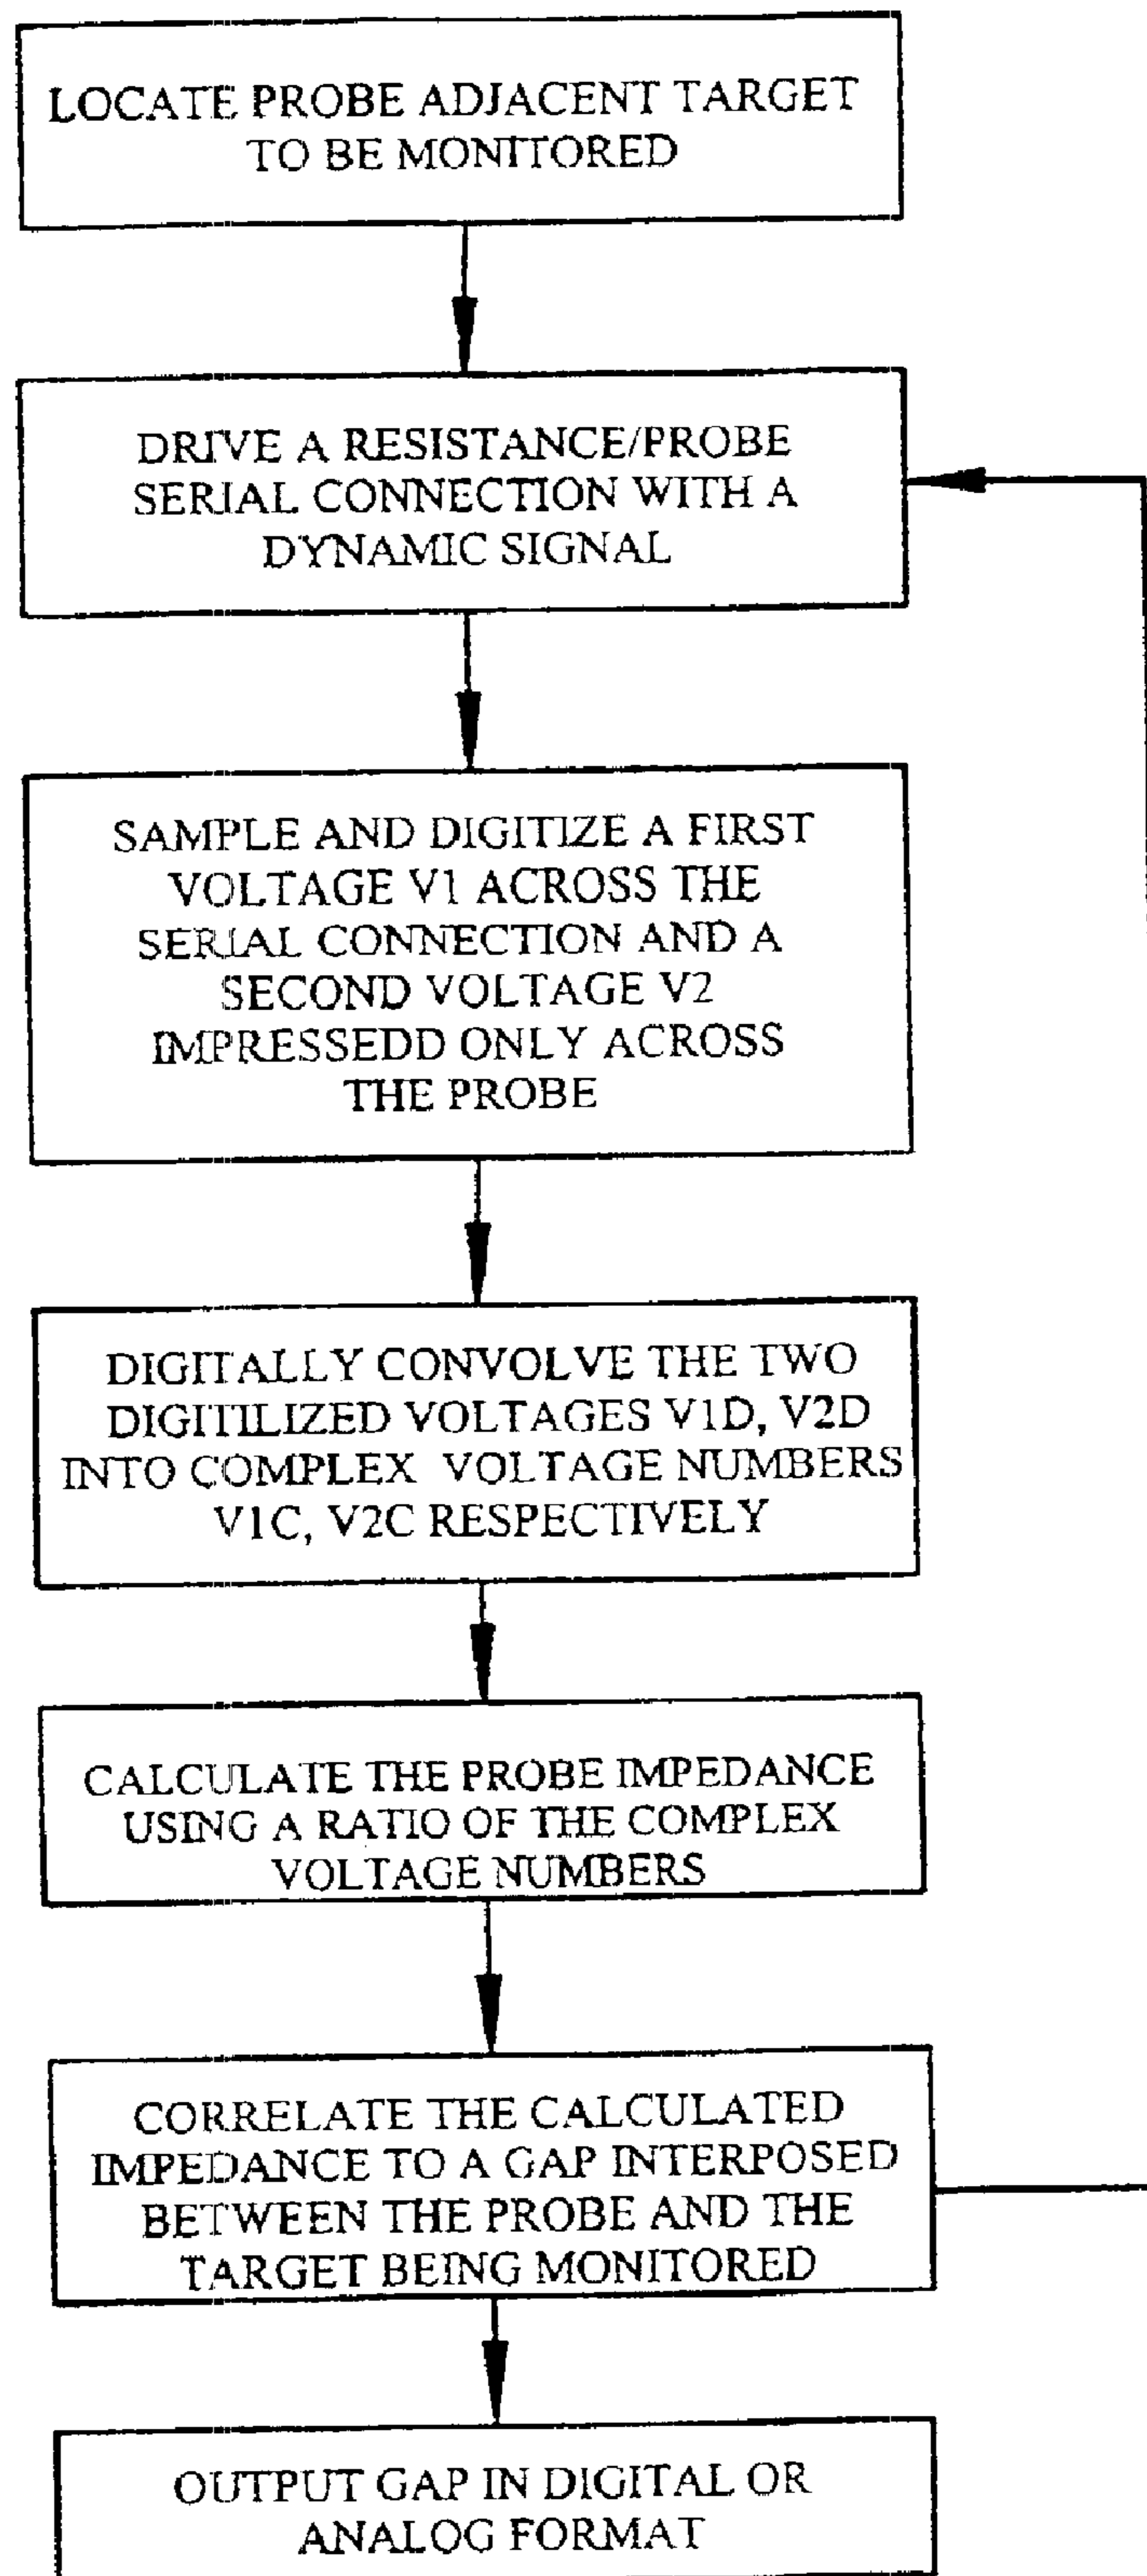 LOCATE PROBE ADJACENT TARGET
TO BE MONITORED
DRIVE A RESISTANCE/PROBE
SERIAL CONNECTION WITH A
DYNAMIC SIGNAL
SAMPLE AND DIGITIZE A FIRST
VOLTAGE V1 ACROSS THE
SERIAL CONNECTION AND A
SECOND VOLTAGE V2
IMPRESSEDD ONLY ACROSS
THE PROBE
DIGITALLY CONVOLVE THE TWO
DIGITILIZED VOLTAGES V1D, V2D
INTO COMPLEX VOLTAGE NUMBERS
V1C, V2C RESPECTIVELY
CALCULATE THE PROBE IMPEDANCE
USING A RATIO OF THE COMPLEX
VOLTAGE NUMBERS
CORRELATE THE CALCULATED
IMPEDANCE TO A GAP INTERPOSED
BETWEEN THE PROBE AND THE
TARGET BEING MONITORED
OUTPUT GAP IN DIGITAL OR
ANALOG FORMAT